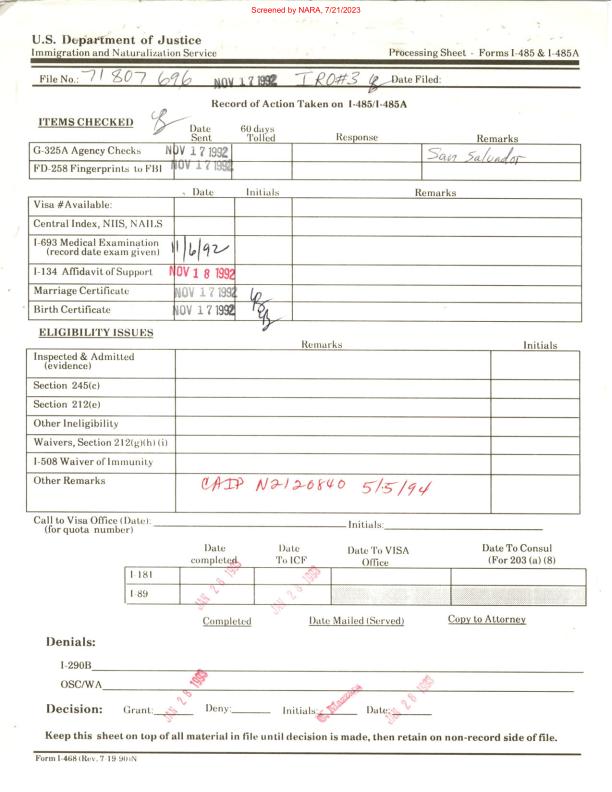 Screened by NARA, 7/21/2023
U.S. Department of Justice
Immigration and Naturalization Service Processing Sheet - Forms I-485 & I-485A
File No.: 71 807 696 NOV 17 1992 IRO#3 Date Filed:
Record of Action Taken on I-485/I-485A
ITEMS CHECKED
Date Sent 60 days Tolled Response Remarks
G-325A Agency Checks NOV 17 1992 San Salvador
FD-258 Fingerprints to FBI NOV 17 1992
Date Initials Remarks
Visa # Available:
Central Index, NIIS, NAILS
I-693 Medical Examination 11/6/92
(record date exam given)
I-134 Affidavit of Support NOV 18 1992
Marriage Certificate NOV 17 1992
Birth Certificate NOV 17 1992
ELIGIBILITY ISSUES
Remarks Initials
Inspected & Admitted
(evidence)
Section 245(c)
Section 212(e)
Other Ineligibility
Waivers, Section 212(g)(h)(i)
I-508 Waiver of Immunity
Other Remarks CAIP N2120840 5/5/94
Call to Visa Office (Date): Initials:
(for quota number)
Date completed Date To ICF Date To VISA Office Date To Consul (For 203 (a) (8)
I-181
I-89 JAN 26 1993 JAN 26 1993
Completed Date Mailed (Served) Copy to Attorney
Denials:
I-290B
OSC/WA
Decision: Grant: JAN 26 1993 Deny: Initials: Date: JAN 26 1993
Keep this sheet on top of all material in file until decision is made, then retain on non-record side of file.
Form I-468 (Rev. 7-19-90)N